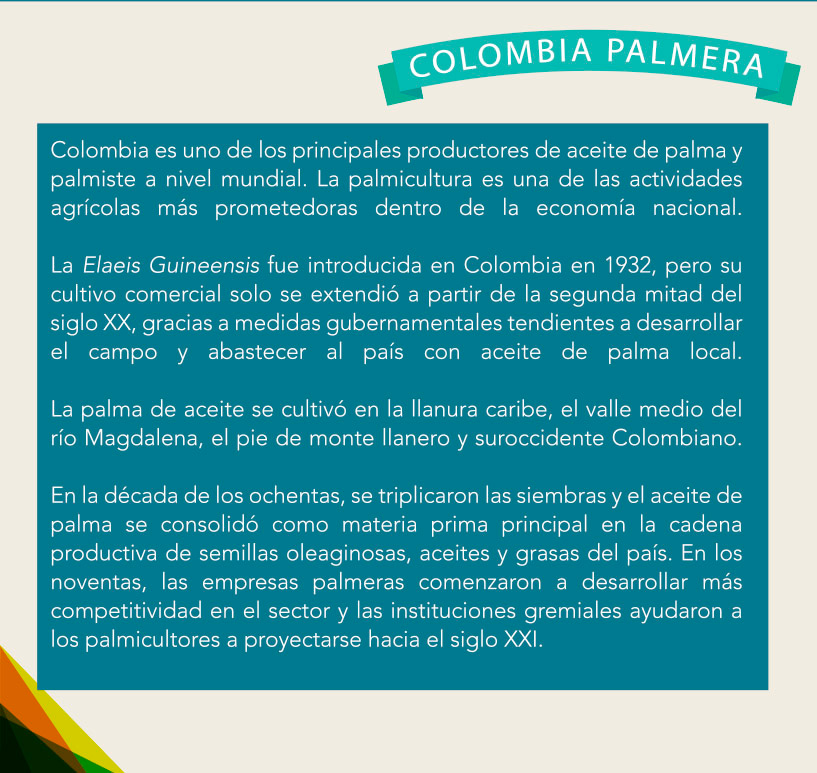 COLOMBIA PALMERA
Colombia es uno de los principales productores de aceite de palma y
palmiste a nivel mundial. La palmicultura es una de las actividades
agrícolas más prometedoras dentro de la economía nacional.
La Elaeis Guineensis fue introducida en Colombia en 1932, pero su
cultivo comercial solo se extendió a partir de la segunda mitad del
siglo XX, gracias a medidas gubernamentales tendientes a desarrollar
el campo y abastecer al país con aceite de palma local.
La palma de aceite se cultivó en la llanura caribe, el valle medio del
río Magdalena, el pie de monte llanero y suroccidente Colombiano.
En la década de los ochentas, se triplicaron las siembras y el aceite de
palma se consolidó como materia prima principal en la cadena
productiva de semillas oleaginosas, aceites y grasas del país. En los
noventas, las empresas palmeras comenzaron a desarrollar más
competitividad en el sector y las instituciones gremiales ayudaron a
los palmicultores a proyectarse hacia el siglo XXI.